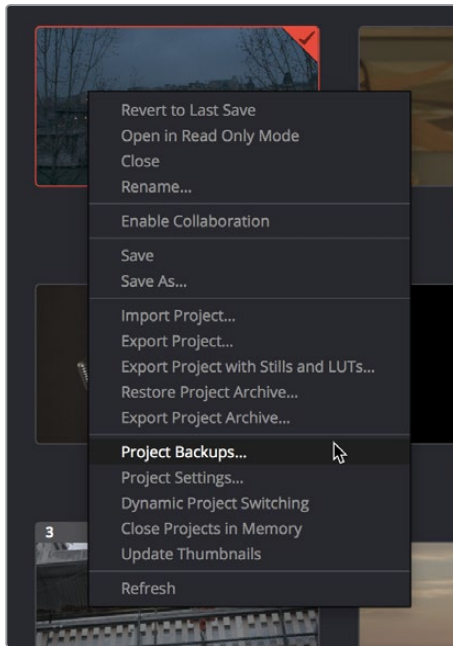 Revert to Last Save
Open in Read Only Mode
Close
Rename...
Enable Collaboration
Save
Save As...
Import Project...
Export Project...
Export Project with Stills and LUTs...
Restore Project Archive...
Export Project Archive...
Project Backups...
Project Settings...
Dynamic Project Switching
Close Projects in Memory
3
Update Thumbnails
Refresh